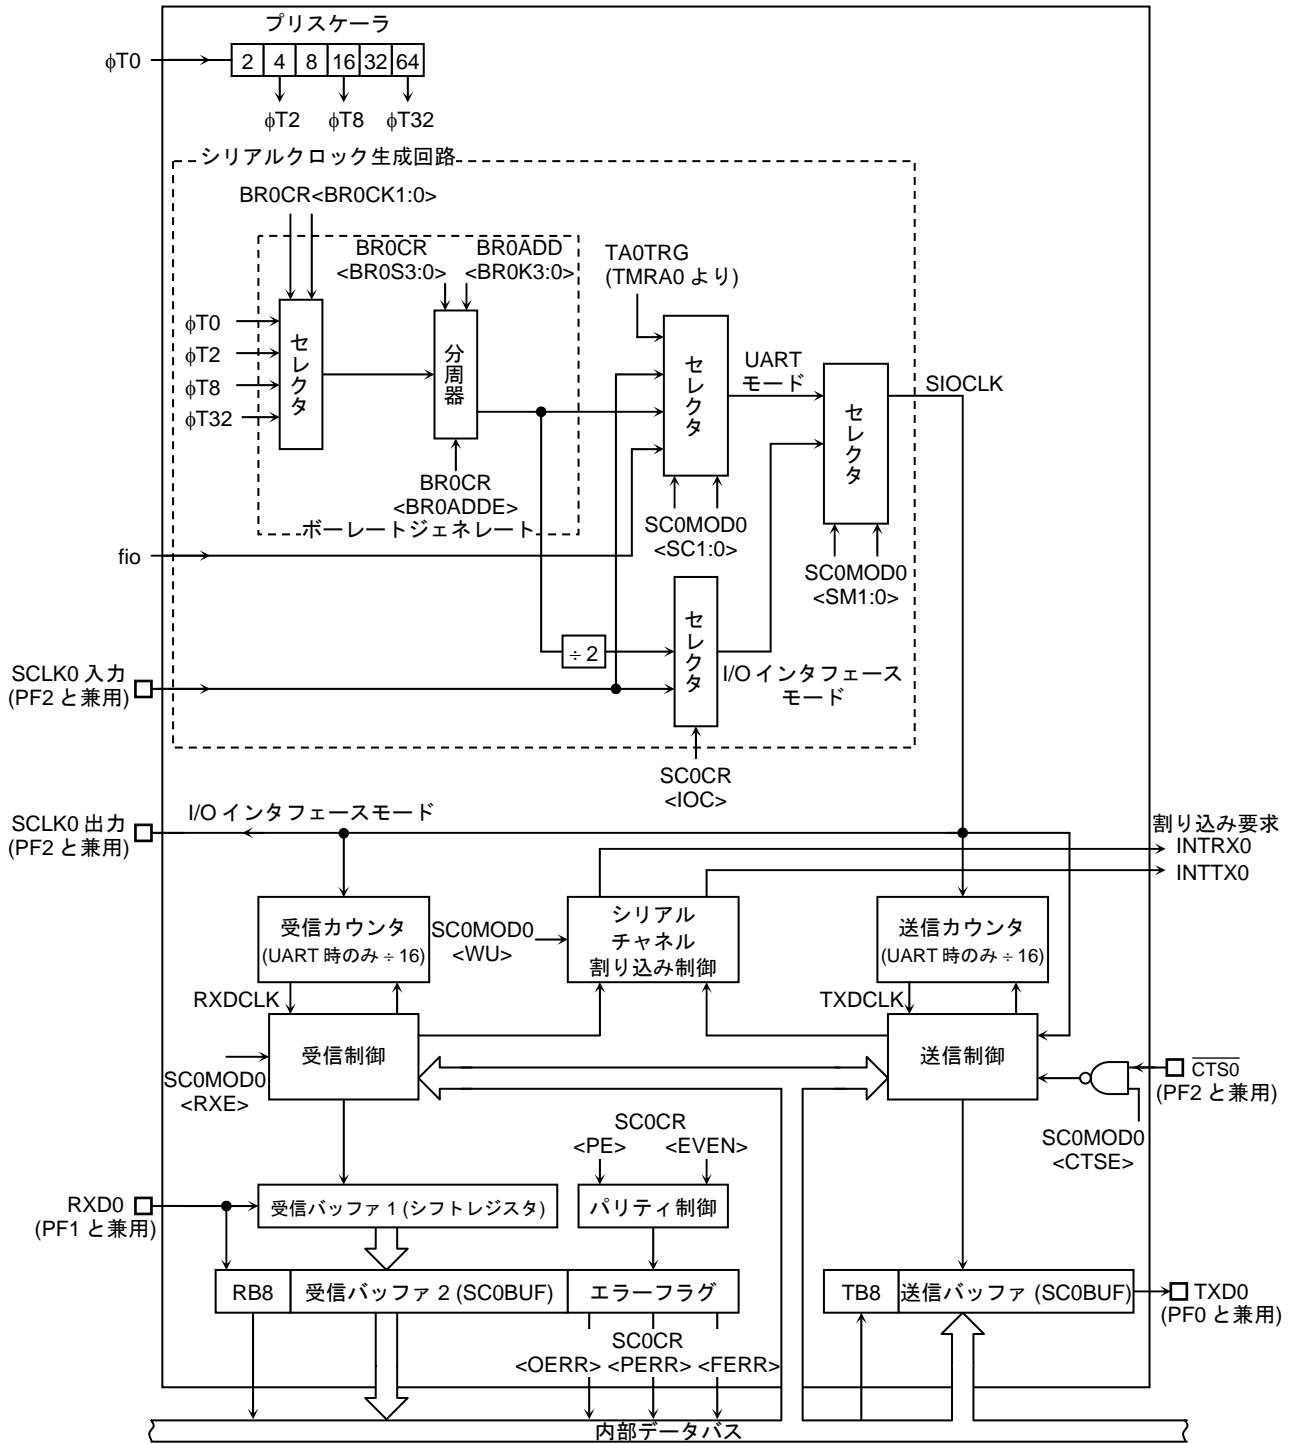 プリスケーラ
φT0
2 4 8 16 32 64
φT2 φT8 φT32
シリアルクロック生成回路
BR0CR<BR0CK1:0>
BR0CR
<BR0S3:0>
BR0ADD
<BR0K3:0>
TA0TRG
(TMRA0 より)
φT0
φT2
φT8
φT32
セレクタ
分周器
セレクタ
UART
モード
セレクタ
SIOCLK
BR0CR
<BR0ADDE>
ボーレートジェネレート
SC0MOD0
<SC1:0>
fio
SC0MOD0
<SM1:0>
÷2
セレクタ
SCLK0 入力
(PF2 と兼用)
I/O インタフェース
モード
SC0CR
<IOC>
I/O インタフェースモード
SCLK0 出力
(PF2 と兼用)
割り込み要求
INTRX0
INTTX0
受信カウンタ
(UART 時のみ÷16)
SC0MOD0
<WU>
シリアル
チャネル
割り込み制御
送信カウンタ
(UART 時のみ÷16)
RXDCLK
TXDCLK
受信制御
送信制御
SC0MOD0
<RXE>
CTS0
(PF2 と兼用)
SC0MOD0
<CTSE>
SC0CR
<PE> <EVEN>
RXD0
(PF1 と兼用)
受信バッファ 1 (シフトレジスタ)
パリティ制御
RB8
受信バッファ 2 (SC0BUF)
エラーフラグ
TB8
送信バッファ (SC0BUF)
TXD0
(PF0 と兼用)
SC0CR
<OERR> <PERR> <FERR>
内部データバス